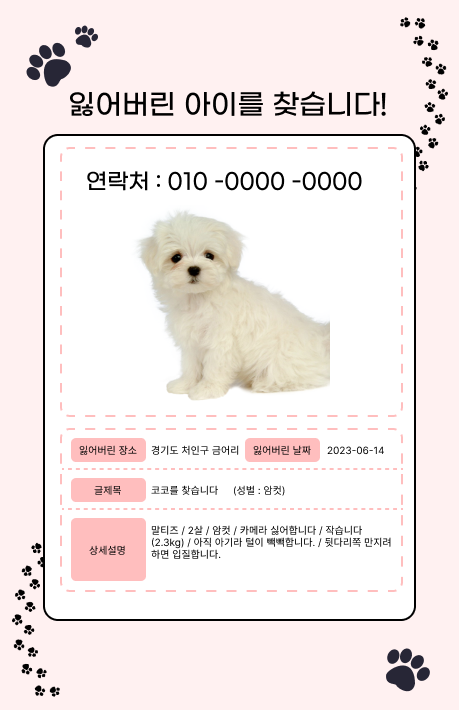 잃어버린 아이를 찾습니다!
연락처 : 010 -0000 -0000
잃어버린 장소 경기도 처인구 금어리 잃어버린 날짜 2023-06-14
글제목 코코를 찾습니다 (성별 : 암컷)
상세설명
말티즈 / 2살 / 암컷 / 카메라 싫어합니다 / 작습니다
(2.3kg) / 아직 아기라 털이 빽빽합니다. / 뒷다리쪽 만지려
하면 입질합니다.